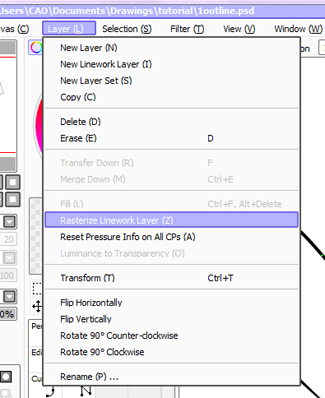 Users\CAO\Documents\Drawings\tutorial\1outline.psd
vas (C) Layer (L) Selection (S) Filter (T) View (V) Window (W)
New Layer (N)
New Linework Layer (I)
New Layer Set (S)
Copy (C)
Delete (D)
Erase (E) D
Transfer Down (R) F
Merge Down (M) Ctrl+E
Fill (L) Ctrl+F, Alt+Delete
Rasterize Linework Layer (Z)
20
Reset Pressure Info on All CPs (A)
Luminance to Transparency (O)
100
Transform (T) Ctrl+T
Flip Horizontally
0%
Flip Vertically
Pe
Rotate 90° Counter-clockwise
Edi
Rotate 90° Clockwise
Cu
Rename (P) ...